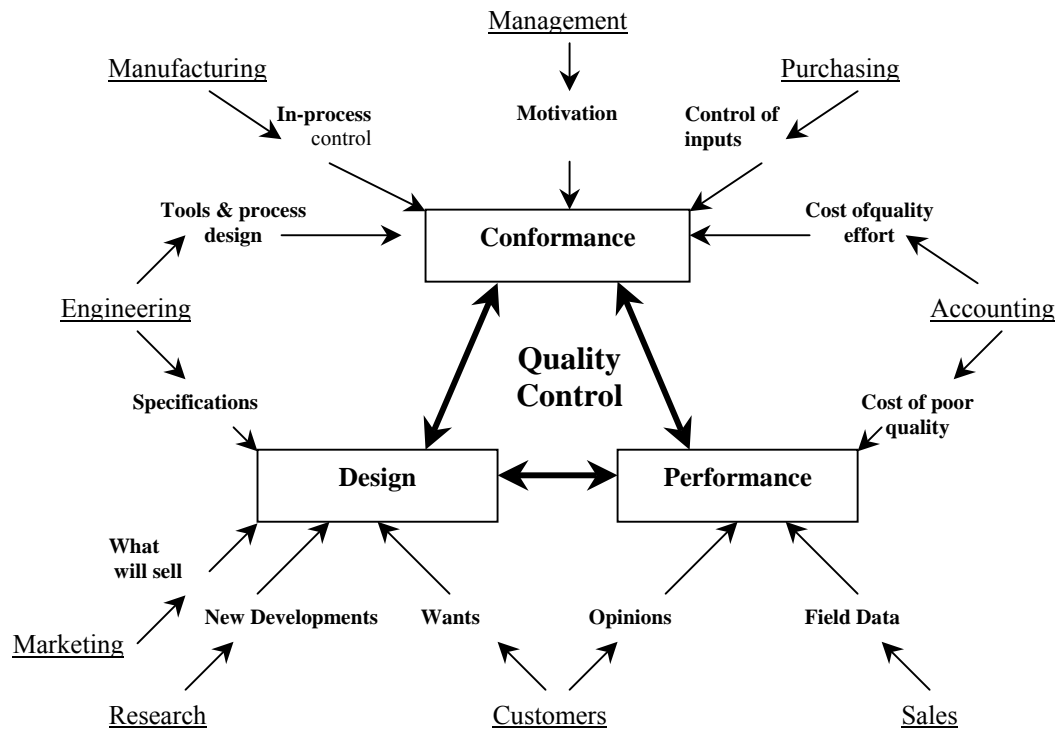 Management
Manufacturing
Purchasing
In-process
control
Motivation
Control of
inputs
Tools & process
design
Conformance
Cost ofquality
effort
Engineering
Accounting
Quality
Control
Specifications
Cost of poor
quality
Design
Performance
What
will sell
New Developments
Wants
Opinions
Field Data
Marketing
Research
Customers
Sales